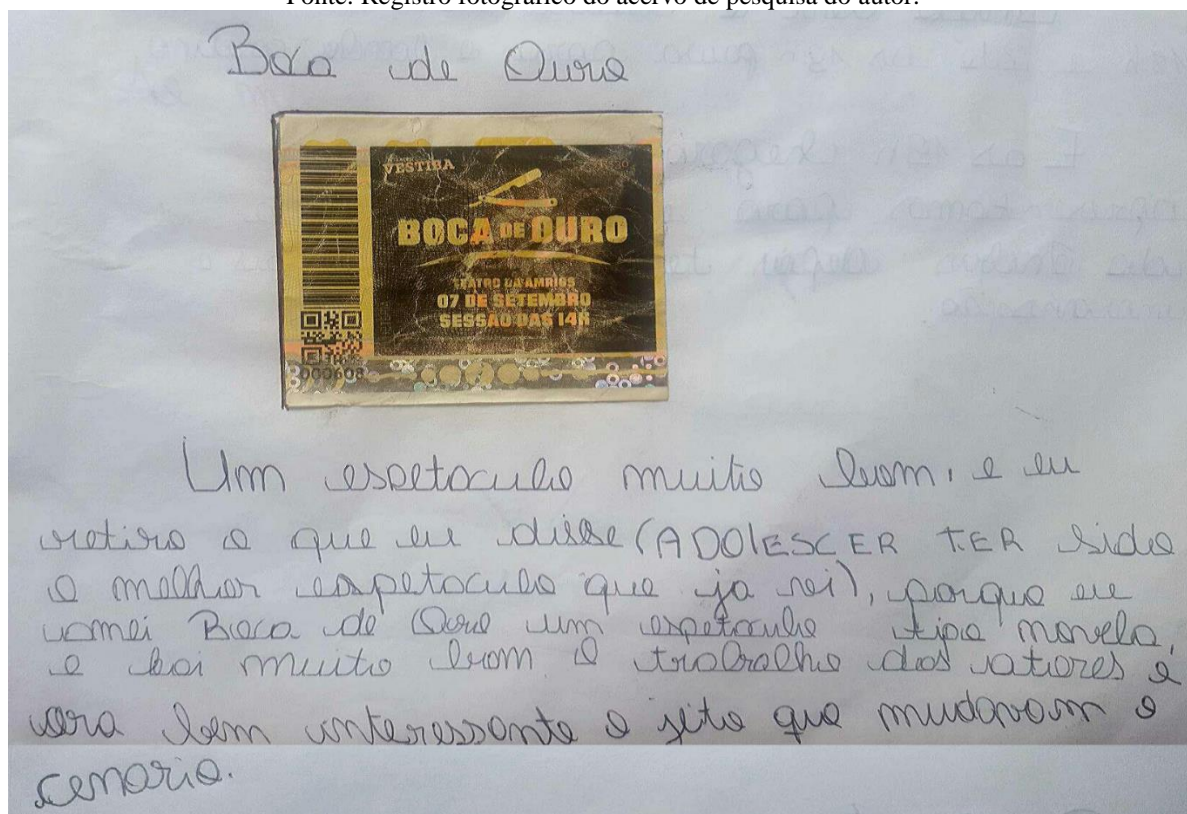 Fonte: Registro fotográfico do acervo de pesquisa do autor.
Boca de Ouro
VESTIBA
BOCA DE OURO
TEATRO DA AMRIGS
07 DE SETEMBRO
SESSÃO DAS 14H
000608
Um espetaculo muito bom, e eu
retiro o que eu disse (ADOlESCER TER sido
o melhor espetaculo que ja vei), porque eu
amei Boca de Ouro um espetaculo tipo novela,
e foi muito bom o trabalho dos atores e
era bem interessante o jeito que mudavam o
cenario.